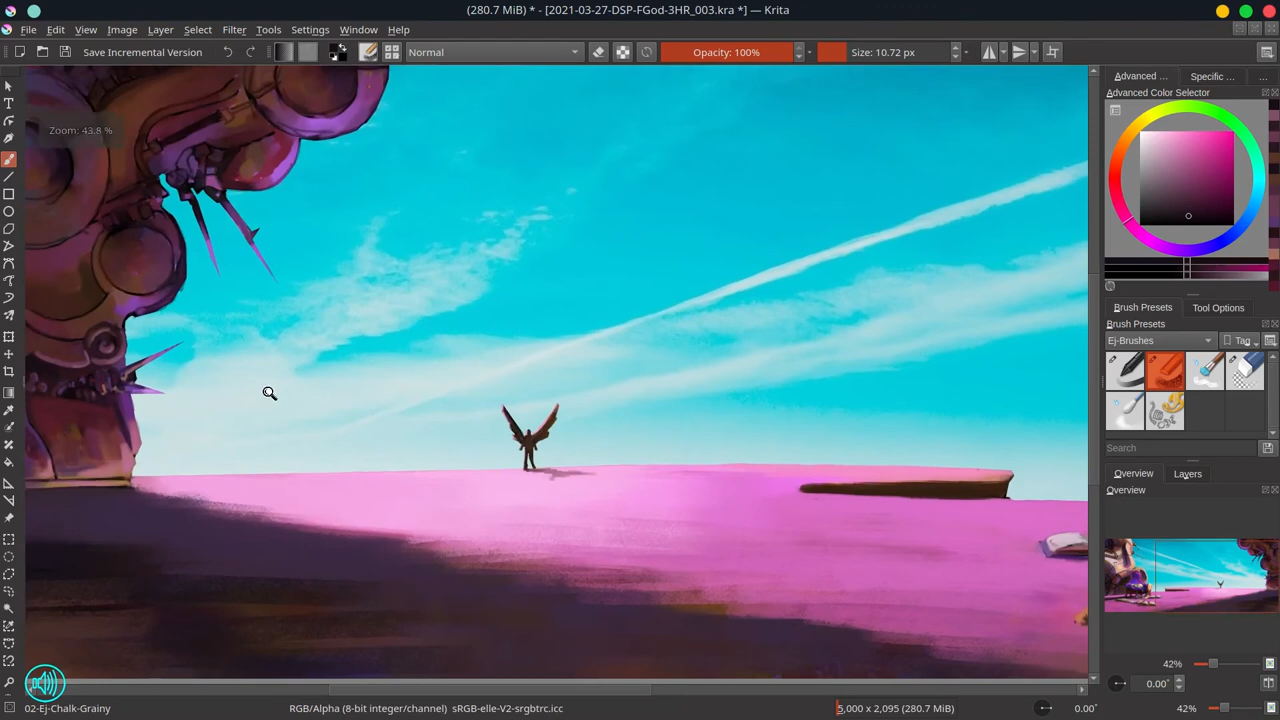 (280.7 MiB) * - [2021-03-27-DSP-FGod-3HR_003.kra *] — Krita
File Edit View Image Layer Select Filter Tools Settings Window Help
Save Incremental Version Normal Opacity: 100% Size: 10.72 px
Advanced ... Specific ... ...
Advanced Color Selector
Zoom: 43.8 %
Brush Presets Tool Options
Brush Presets
Ej-Brushes Tag
Search
Overview Layers
Overview
42%
0.00°
02-Ej-Chalk-Grainy RGB/Alpha (8-bit integer/channel) sRGB-elle-V2-srgbtrc.icc 5,000 x 2,095 (280.7 MiB) 0.00° 42%